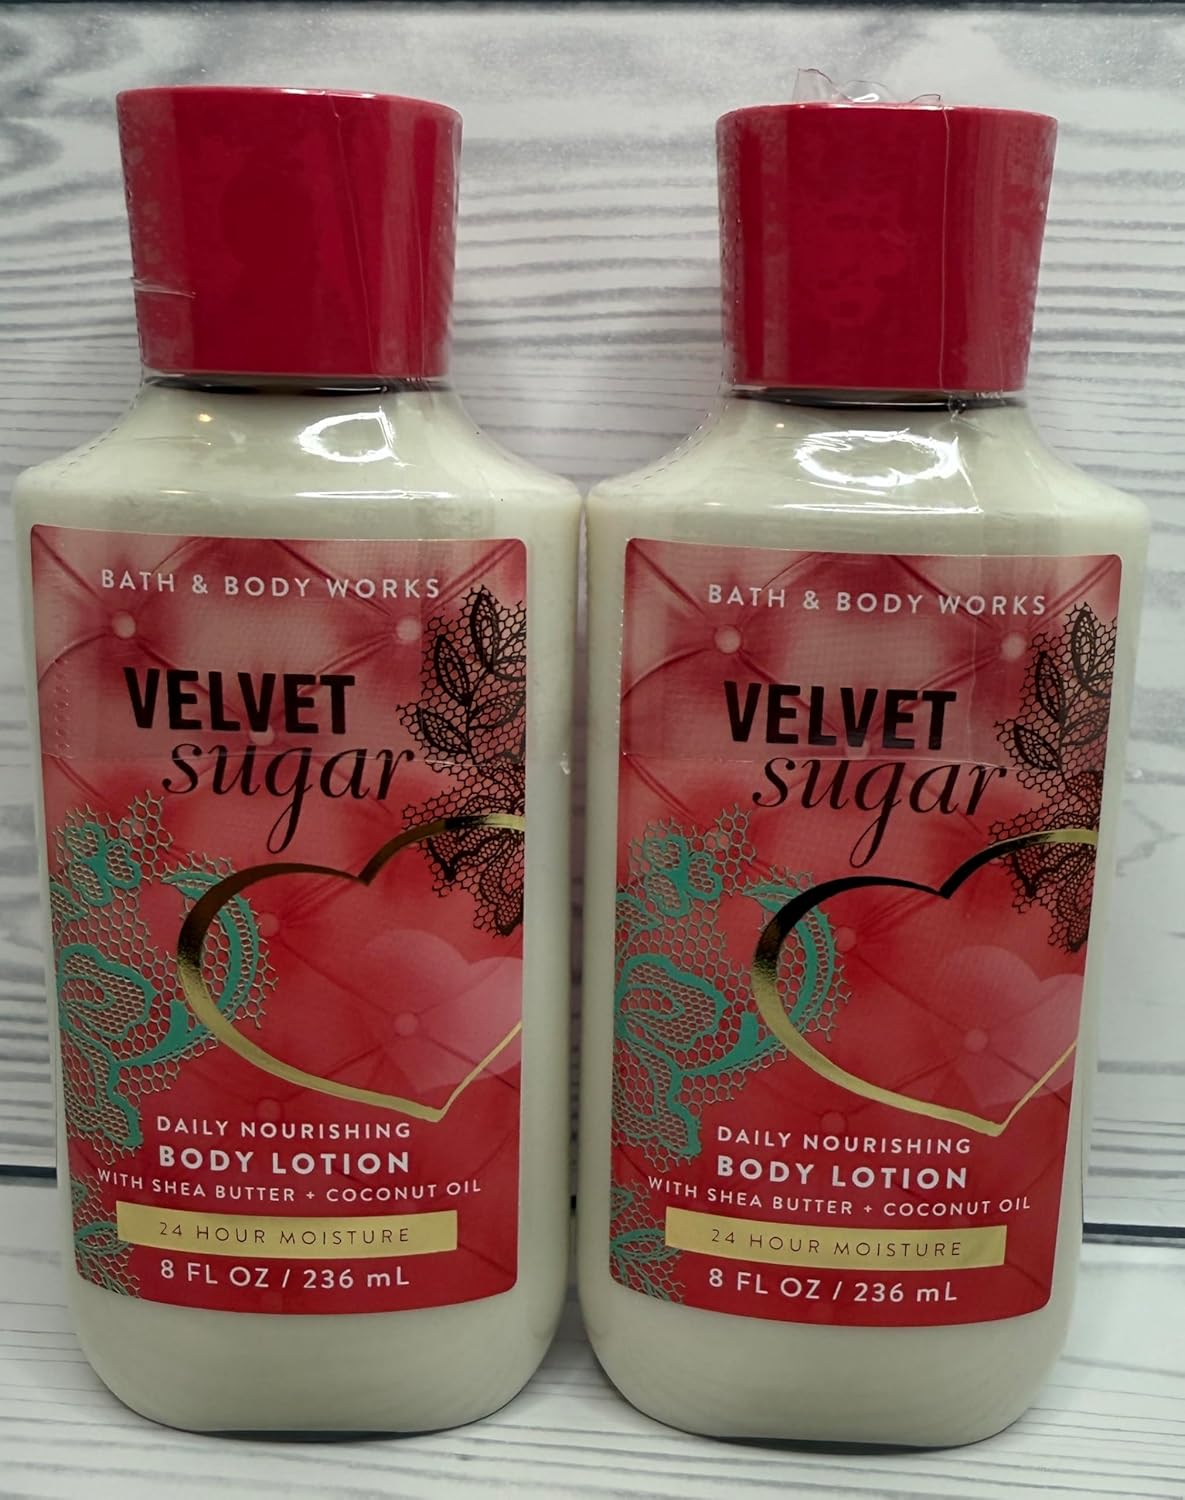 BATH & BODY WORKS
VELVET
sugar
DAILY NOURISHING
BODY LOTION
WITH SHEA BUTTER + COCONUT OIL
24 HOUR MOISTURE
8 FL OZ / 236 mL
BATH & BODY WORKS
VELVET
sugar
DAILY NOURISHING
BODY LOTION
WITH SHEA BUTTER + COCONUT OIL
24 HOUR MOISTURE
8 FL OZ / 236 mL